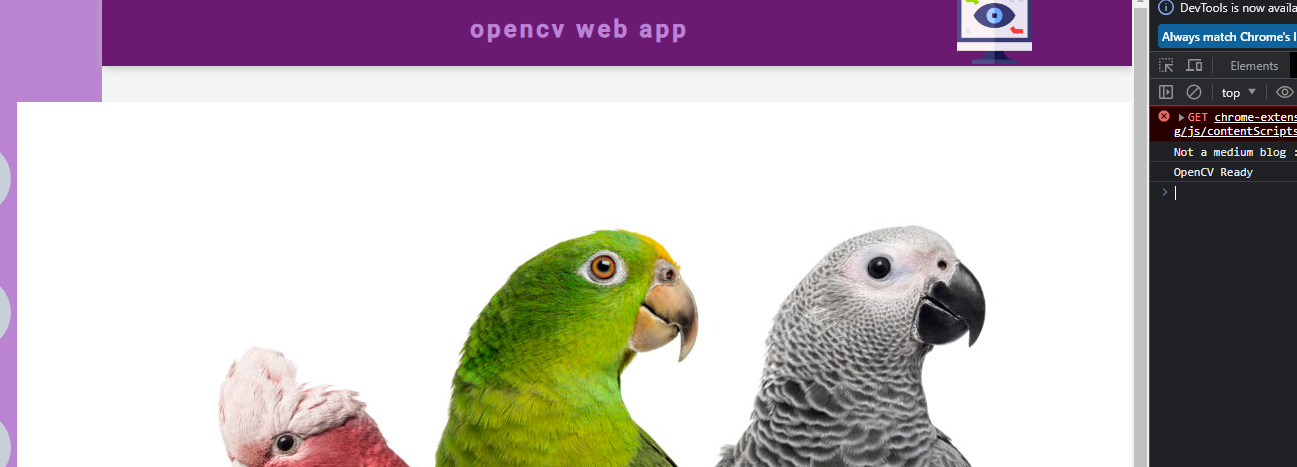 opencv web app
DevTools is now availa
Always match Chrome's l
Elements
top
GET chrome-extens
g/js/contentScripts
Not a medium blog :
OpenCV Ready